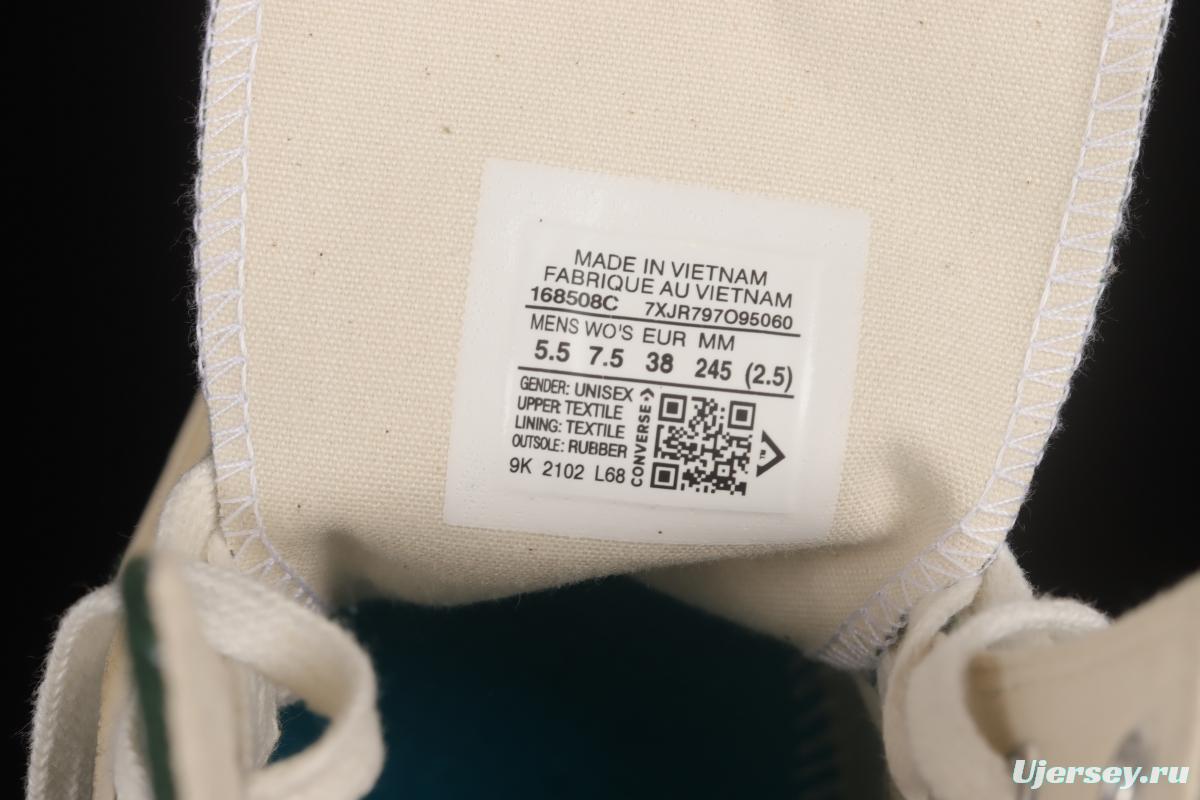 MADE IN VIETNAM
FABRIQUE AU VIETNAM
168508C 7XJR797O95060
MENS WO'S EUR MM
5.5 7.5 38 245 (2.5)
GENDER: UNISEX
UPPER: TEXTILE
LINING: TEXTILE
OUTSOLE: RUBBER
9K 2102 L68
CONVERSE
TM
Ujersey.ru